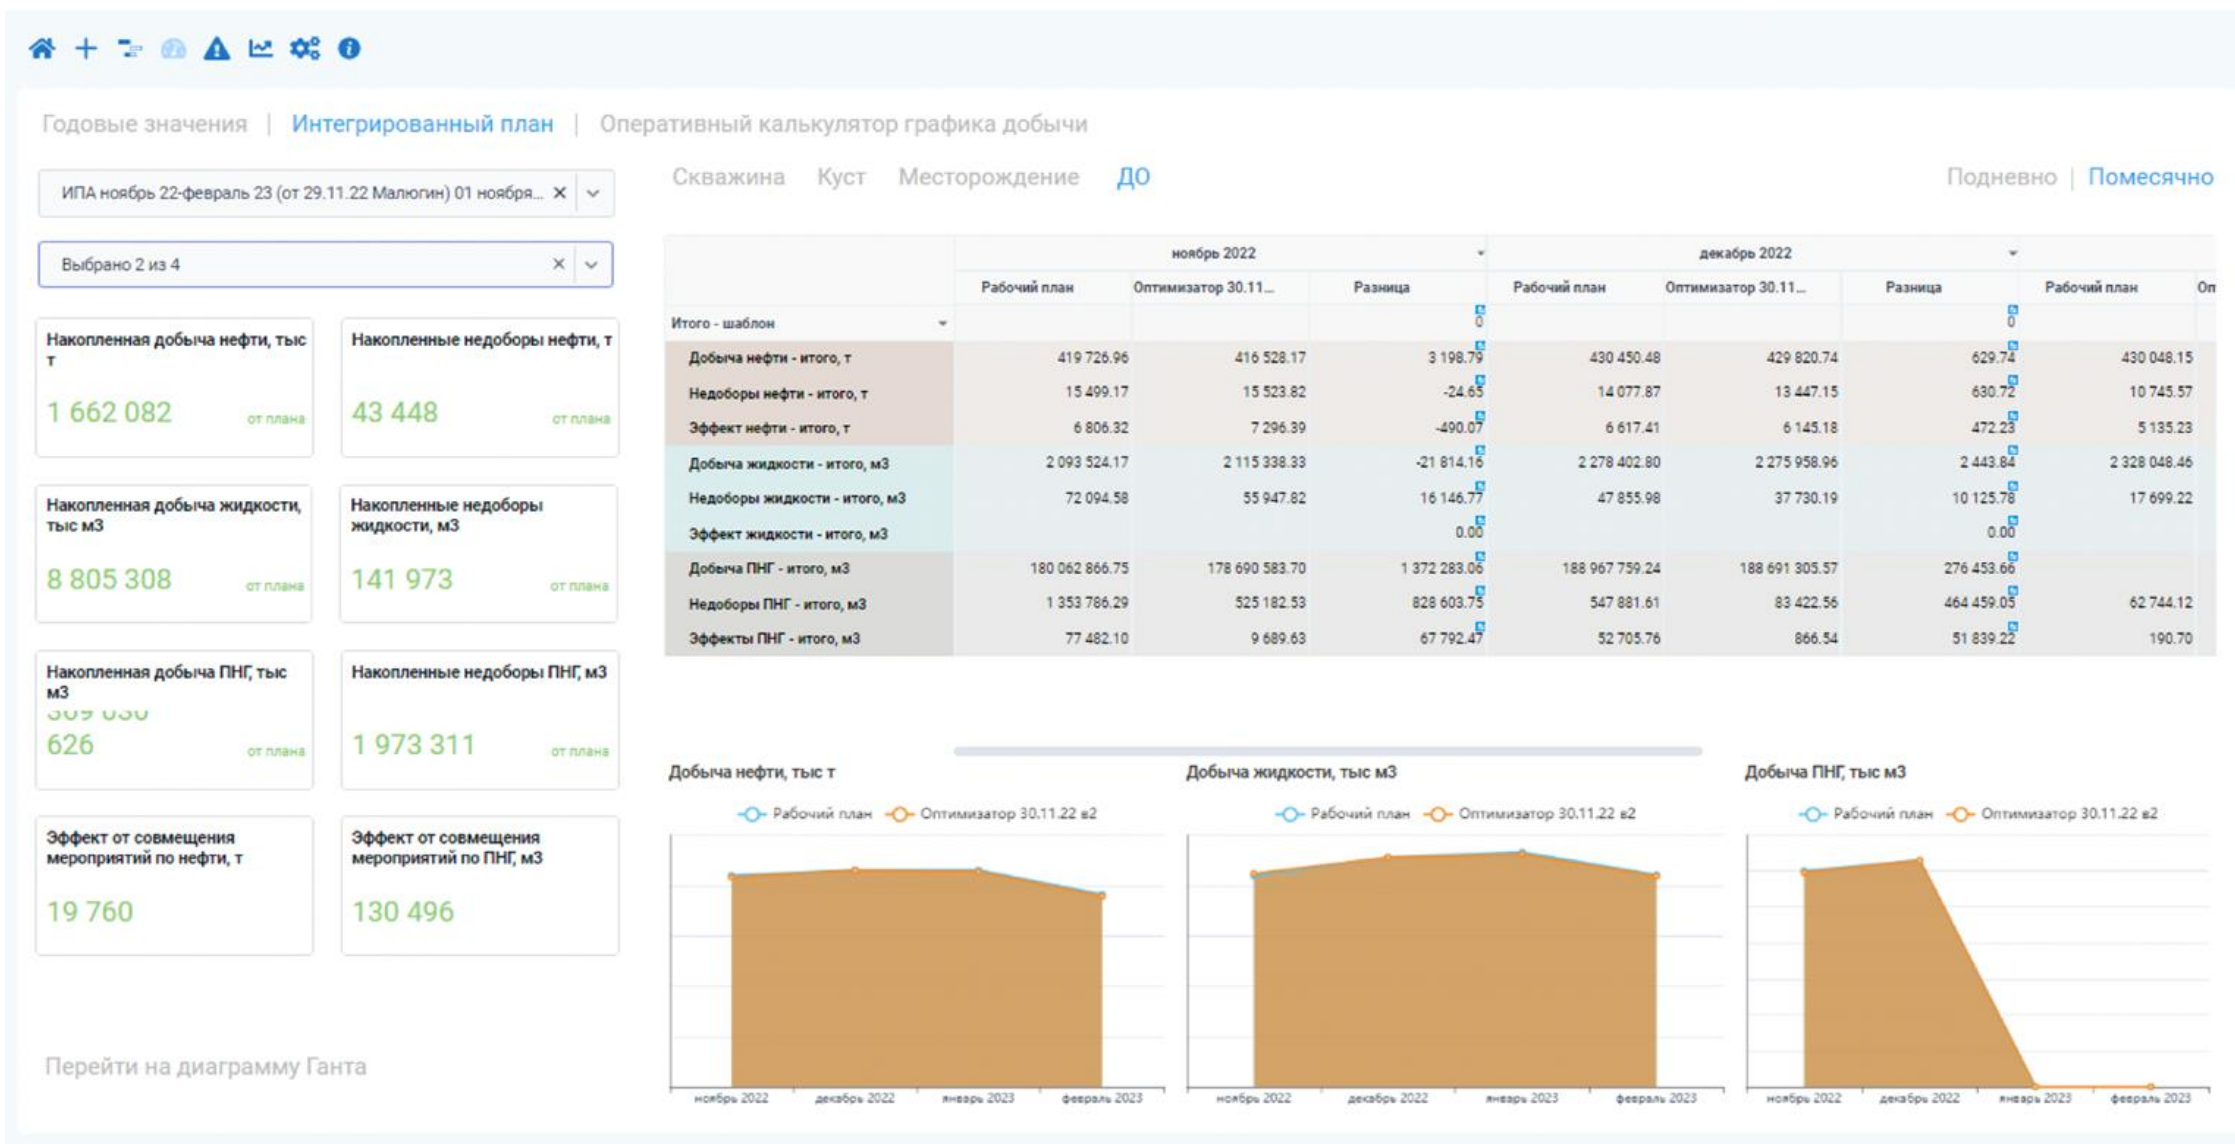 Годовые значения | Интегрированный план | Оперативный калькулятор графика добычи
ИПА ноябрь 22-февраль 23 (от 29.11.22 Малюгин) 01 ноября...
Выбрано 2 из 4
Накопленная добыча нефти, тыс
т
1 662 082 от плана
Накопленные недоборы нефти, т
43 448 от плана
Накопленная добыча жидкости,
тыс м3
8 805 308 от плана
Накопленные недоборы
жидкости, м3
141 973 от плана
Накопленная добыча ПНГ, тыс
м3
626 от плана
Накопленные недоборы ПНГ, м3
1 973 311 от плана
Эффект от совмещения
мероприятий по нефти, т
19 760
Эффект от совмещения
мероприятий по ПНГ, м3
130 496
Перейти на диаграмму Ганта
Скважина Куст Месторождение ДО
Подневно | Помесячно
ноябрь 2022 декабрь 2022
Рабочий план Оптимизатор 30.11... Разница Рабочий план Оптимизатор 30.11... Разница Рабочий план Оп
Итого - шаблон 0 0
Добыча нефти - итого, т 419 726.96 416 528.17 3 198.79 430 450.48 429 820.74 629.74 430 048.15
Недоборы нефти - итого, т 15 499.17 15 523.82 -24.65 14 077.87 13 447.15 630.72 10 745.57
Эффект нефти - итого, т 6 806.32 7 296.39 -490.07 6 617.41 6 145.18 472.23 5 135.23
Добыча жидкости - итого, м3 2 093 524.17 2 115 338.33 -21 814.16 2 278 402.80 2 275 958.96 2 443.84 2 328 048.46
Недоборы жидкости - итого, м3 72 094.58 55 947.82 16 146.77 47 855.98 37 730.19 10 125.78 17 699.22
Эффект жидкости - итого, м3 0.00 0.00
Добыча ПНГ - итого, м3 180 062 866.75 178 690 583.70 1 372 283.06 188 967 759.24 188 691 305.57 276 453.66
Недоборы ПНГ - итого, м3 1 353 786.29 525 182.53 828 603.75 547 881.61 83 422.56 464 459.05 62 744.12
Эффекты ПНГ - итого, м3 77 482.10 9 689.63 67 792.47 52 705.76 866.54 51 839.22 190.70
Добыча нефти, тыс т
Рабочий план Оптимизатор 30.11.22 в2
ноябрь 2022 декабрь 2022 январь 2023 февраль 2023
Добыча жидкости, тыс м3
Рабочий план Оптимизатор 30.11.22 в2
ноябрь 2022 декабрь 2022 январь 2023 февраль 2023
Добыча ПНГ, тыс м3
Рабочий план Оптимизатор 30.11.22 в2
ноябрь 2022 декабрь 2022 январь 2023 февраль 2023